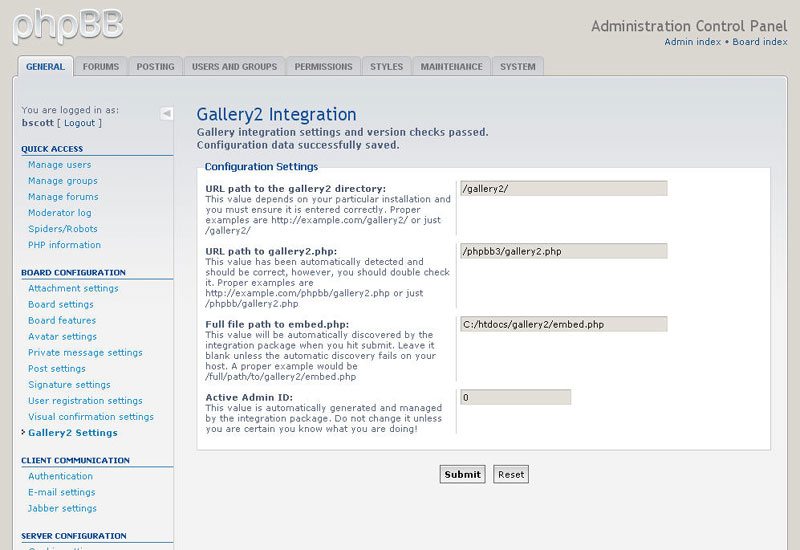 phpBB
Administration Control Panel
Admin index • Board index
GENERAL FORUMS POSTING USERS AND GROUPS PERMISSIONS STYLES MAINTENANCE SYSTEM
You are logged in as:
bscott [ Logout ]
QUICK ACCESS
Manage users
Manage groups
Manage forums
Moderator log
Spiders/Robots
PHP information
BOARD CONFIGURATION
Attachment settings
Board settings
Board features
Avatar settings
Private message settings
Post settings
Signature settings
User registration settings
Visual confirmation settings
Gallery2 Settings
CLIENT COMMUNICATION
Authentication
E-mail settings
Jabber settings
SERVER CONFIGURATION
Gallery2 Integration
Gallery integration settings and version checks passed.
Configuration data successfully saved.
Configuration Settings
URL path to the gallery2 directory:
This value depends on your particular installation and
you must ensure it is entered correctly. Proper
examples are http://example.com/gallery2/ or just
/gallery2/
/gallery2/
URL path to gallery2.php:
This value has been automatically detected and
should be correct, however, you should double check
it. Proper examples are
http://example.com/phpbb/gallery2.php or just
/phpbb/gallery2.php
/phpbb3/gallery2.php
Full file path to embed.php:
This value will be automatically discovered by the
integration package when you hit submit. Leave it
blank unless the automatic discovery fails on your
host. A proper example would be
/full/path/to/gallery2/embed.php
C:/htdocs/gallery2/embed.php
Active Admin ID:
This value is automatically generated and managed
by the integration package. Do not change it unless
you are certain you know what you are doing!
0
Submit Reset